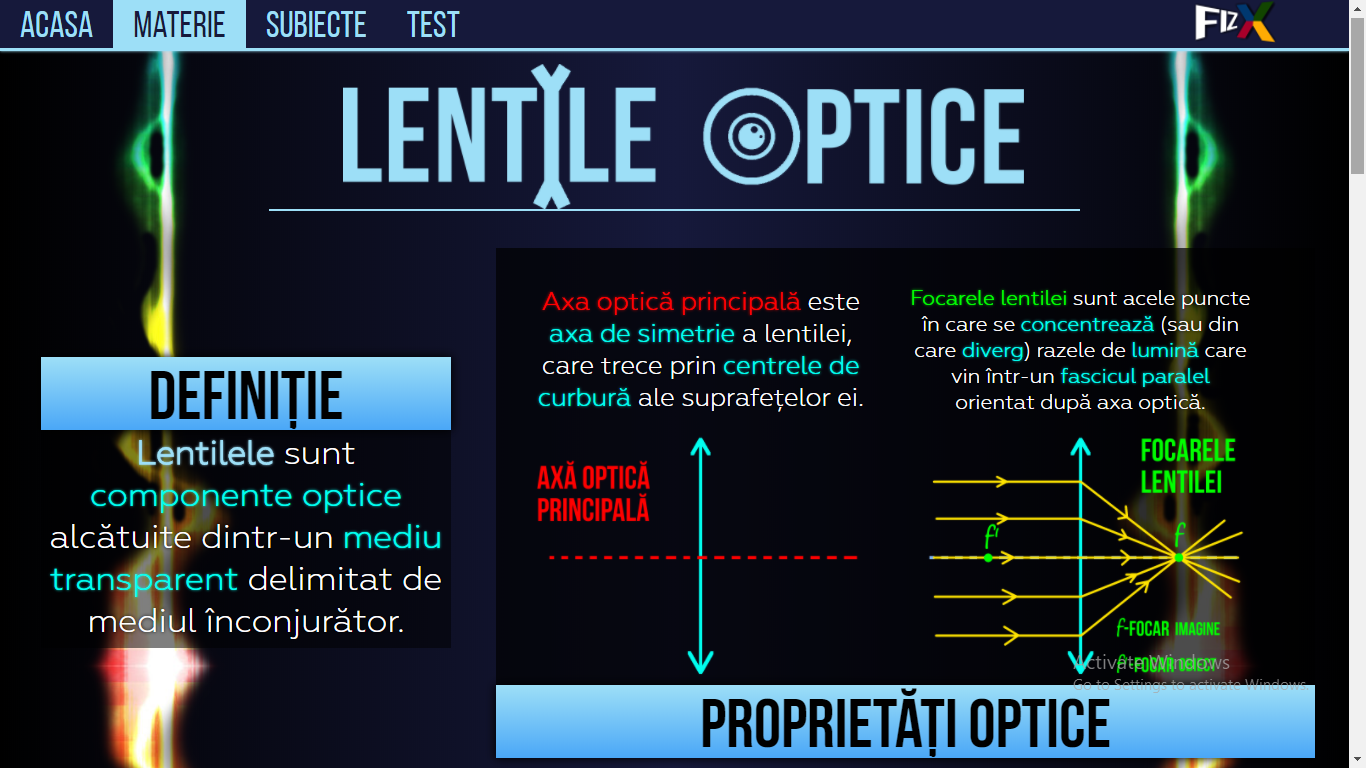 ACASA MATERIE SUBIECTE TEST FIZX
LENTILE OPTICE
DEFINIȚIE
Lentilele sunt
componente optice
alcătuite dintr-un mediu
transparent delimitat de
mediul înconjurător.
Axa optică principală este
axa de simetrie a lentilei,
care trece prin centrele de
curbură ale suprafețelor ei.
AXĂ OPTICĂ
PRINCIPALĂ
Focarele lentilei sunt acele puncte
în care se concentrează (sau din
care diverg) razele de lumină care
vin într-un fascicul paralel
orientat după axa optică.
FOCARELE
LENTILEI
f' f
f-FOCAR IMAGINE
f'-FOCAR OBIECT
Activate Windows
Go to Settings to activate Windows.
PROPRIETĂȚI OPTICE